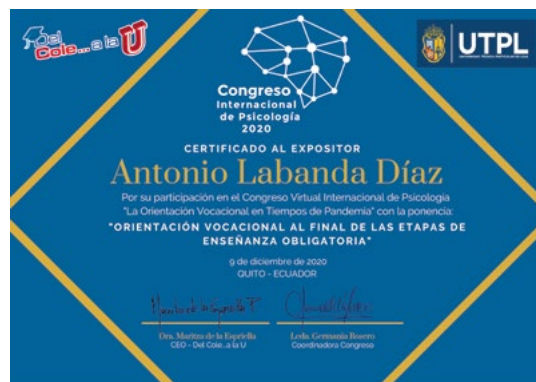 Del
Cole...a la U
UTPL
Congreso
Internacional
de Psicología
2020
CERTIFICADO AL EXPOSITOR
Antonio Labanda Díaz
Por su participación en el Congreso Virtual Internacional de Psicología
"La Orientación Vocacional en Tiempos de Pandemia" con la ponencia:
"ORIENTACIÓN VOCACIONAL AL FINAL DE LAS ETAPAS DE
ENSEÑANZA OBLIGATORIA"
9 de diciembre de 2020
QUITO - ECUADOR
Dra. Maritza de la Espriella
CEO - Del Cole..a la U
Lcda. Germania Rosero
Coordinadora Congreso